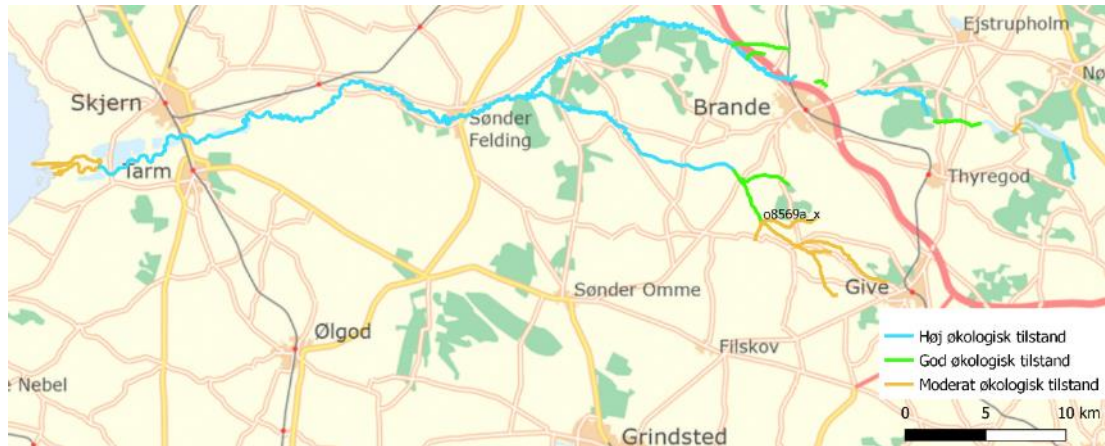 Ejstrupholm
Nø
Skjern
Brande
Sønder
Felding
Tarm
Thyregod
o8569a_x
Give
Sønder Omme
Ølgod
Filskov
e Nebel
Grindsted
Høj økologisk tilstand
God økologisk tilstand
Moderat økologisk tilstand
0 5 10 km